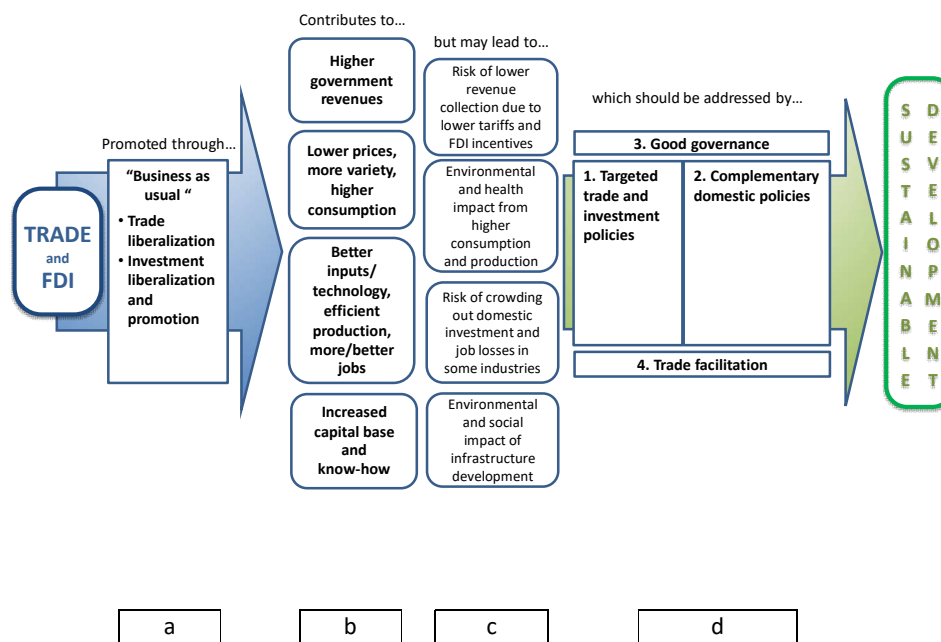 Contributes to…
but may lead to…
which should be addressed by…
Promoted through…
TRADE
and
FDI
“Business as
usual “
• Trade
liberalization
• Investment
liberalization
and
promotion
Higher
government
revenues
Lower prices,
more variety,
higher
consumption
Better
inputs/
technology,
efficient
production,
more/better
jobs
Increased
capital base
and
know-how
Risk of lower
revenue
collection due to
lower tariffs and
FDI incentives
Environmental
and health
impact from
higher
consumption
and production
Risk of crowding
out domestic
investment and
job losses in
some industries
Environmental
and social
impact of
infrastructure
development
3. Good governance
1. Targeted
trade and
investment
policies
2. Complementary
domestic policies
4. Trade facilitation
SUSTAINABLE
DEVELOPMENT
a
b
c
d